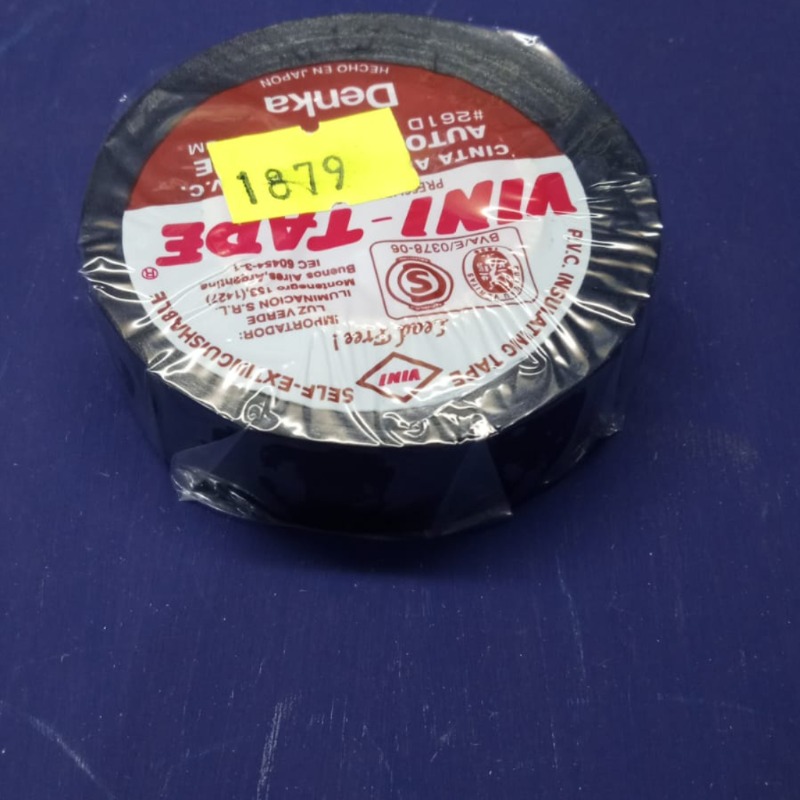 1879
HECHO EN JAPON
Denka
#261D
AUTO
CINTA
V.C.
VINI-TAPE
®
BVA/E/0378-06
S
IEC 60454-3-1
Buenos Aires, Argentina
Montenegro 153,(1427)
ILUMINACION S.R.L.
LUZ VERDE
IMPORTADOR:
Lead Free!
VINI
SELF-EXTINGUISHABLE
P.V.C INSULATING TAPE